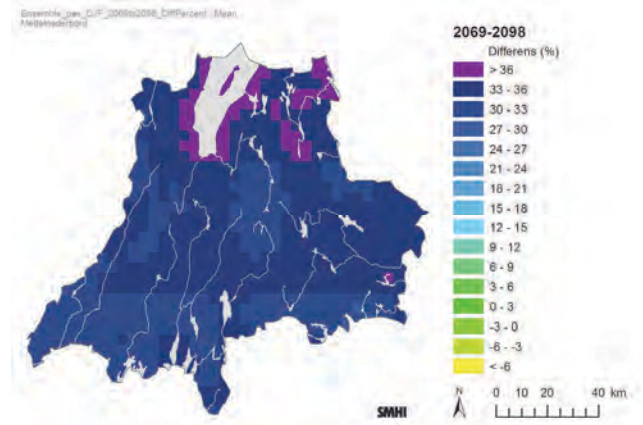 Ensemble_pav_DJF_2069to2098_DiffPercent : Mean
Medelnederbörd
2069-2098
Differens (%)
> 36
33 - 36
30 - 33
27 - 30
24 - 27
21 - 24
18 - 21
15 - 18
12 - 15
9 - 12
6 - 9
3 - 6
0 - 3
-3 - 0
-6 - -3
< -6
SMHI
N
0 10 20 40 km